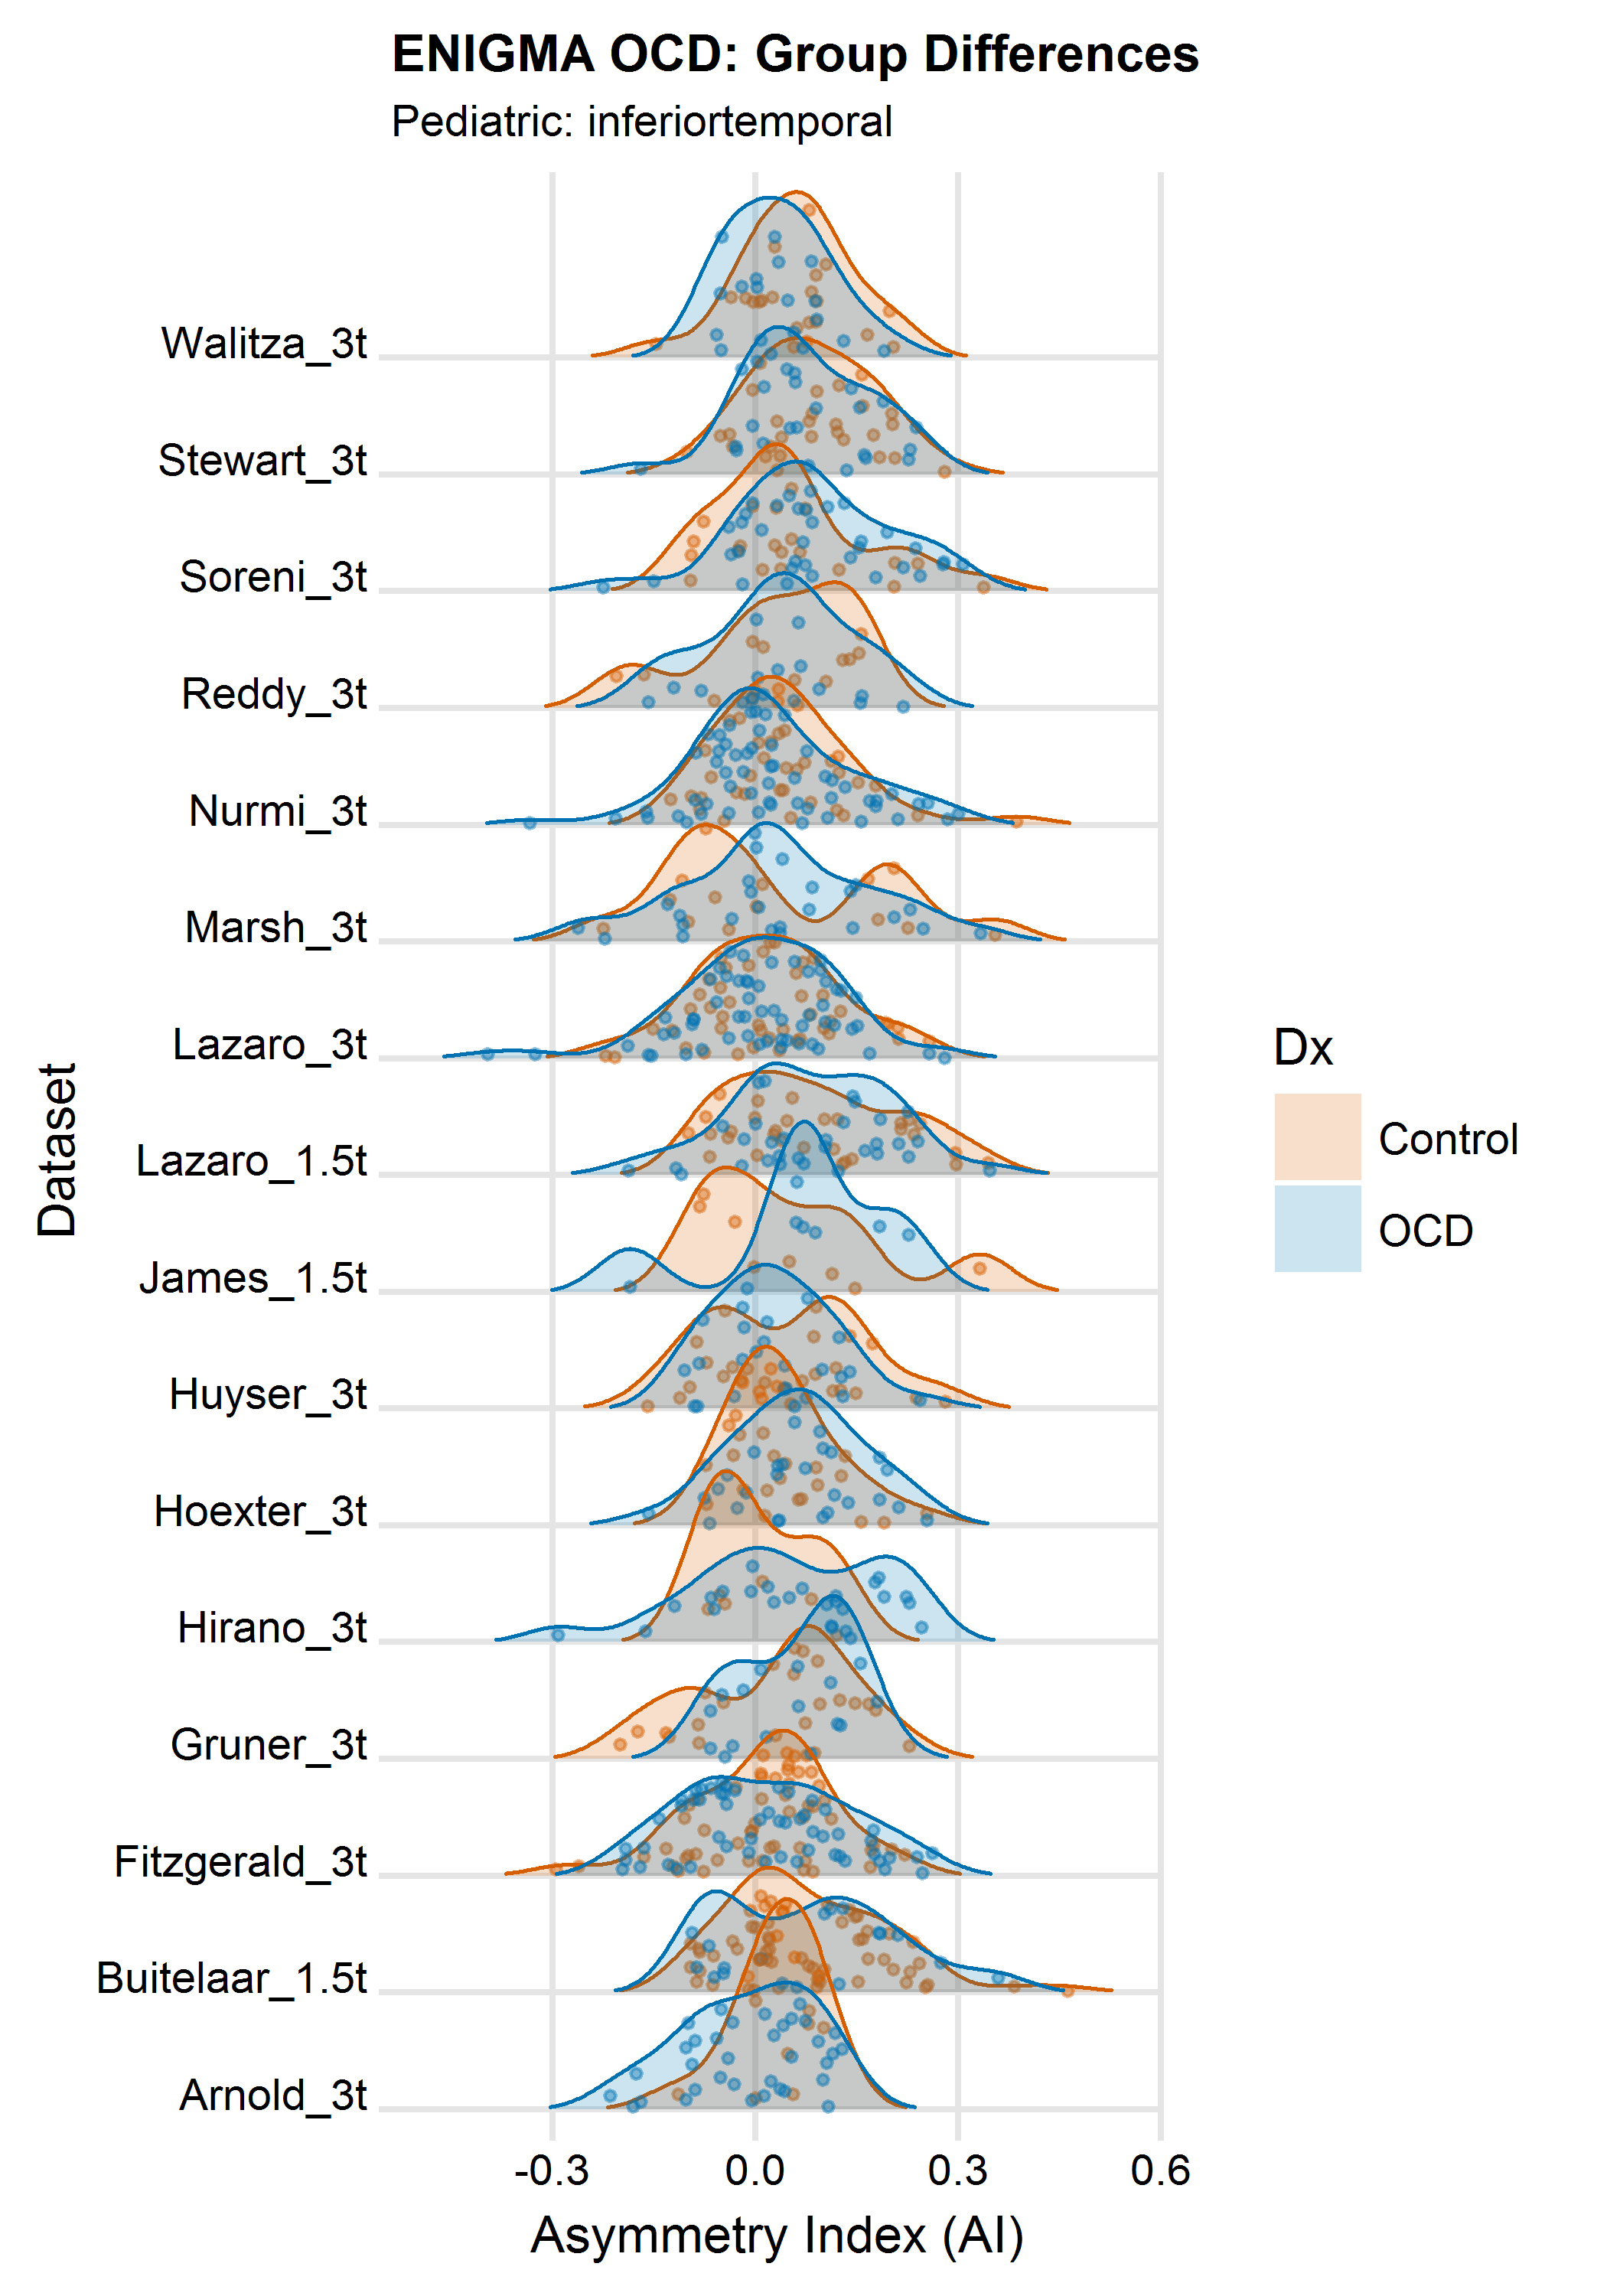 ENIGMA OCD: Group Differences
Pediatric: inferiortemporal
Walitza_3t
Stewart_3t
Soreni_3t
Reddy_3t
Nurmi_3t
Marsh_3t
Lazaro_3t
Lazaro_1.5t
James_1.5t
Huyser_3t
Hoexter_3t
Hirano_3t
Gruner_3t
Fitzgerald_3t
Buitelaar_1.5t
Arnold_3t
Dataset
-0.3 0.0 0.3 0.6
Asymmetry Index (AI)
Dx
Control
OCD